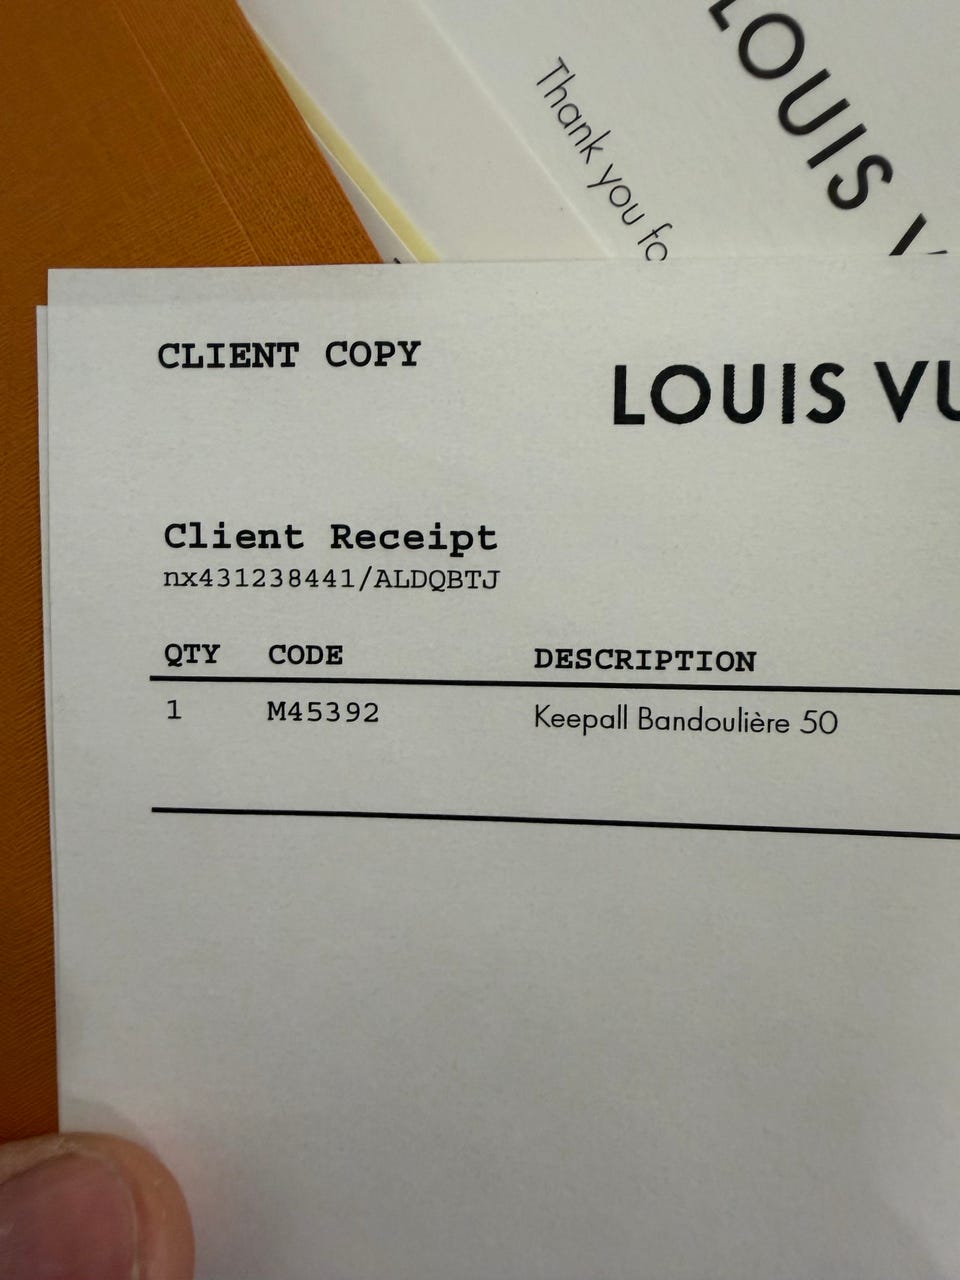 LOUIS
Thank you fo
CLIENT COPY
LOUIS VU
Client Receipt
nx431238441/ALDQBTJ
QTY CODE DESCRIPTION
1 M45392 Keepall Bandoulière 50